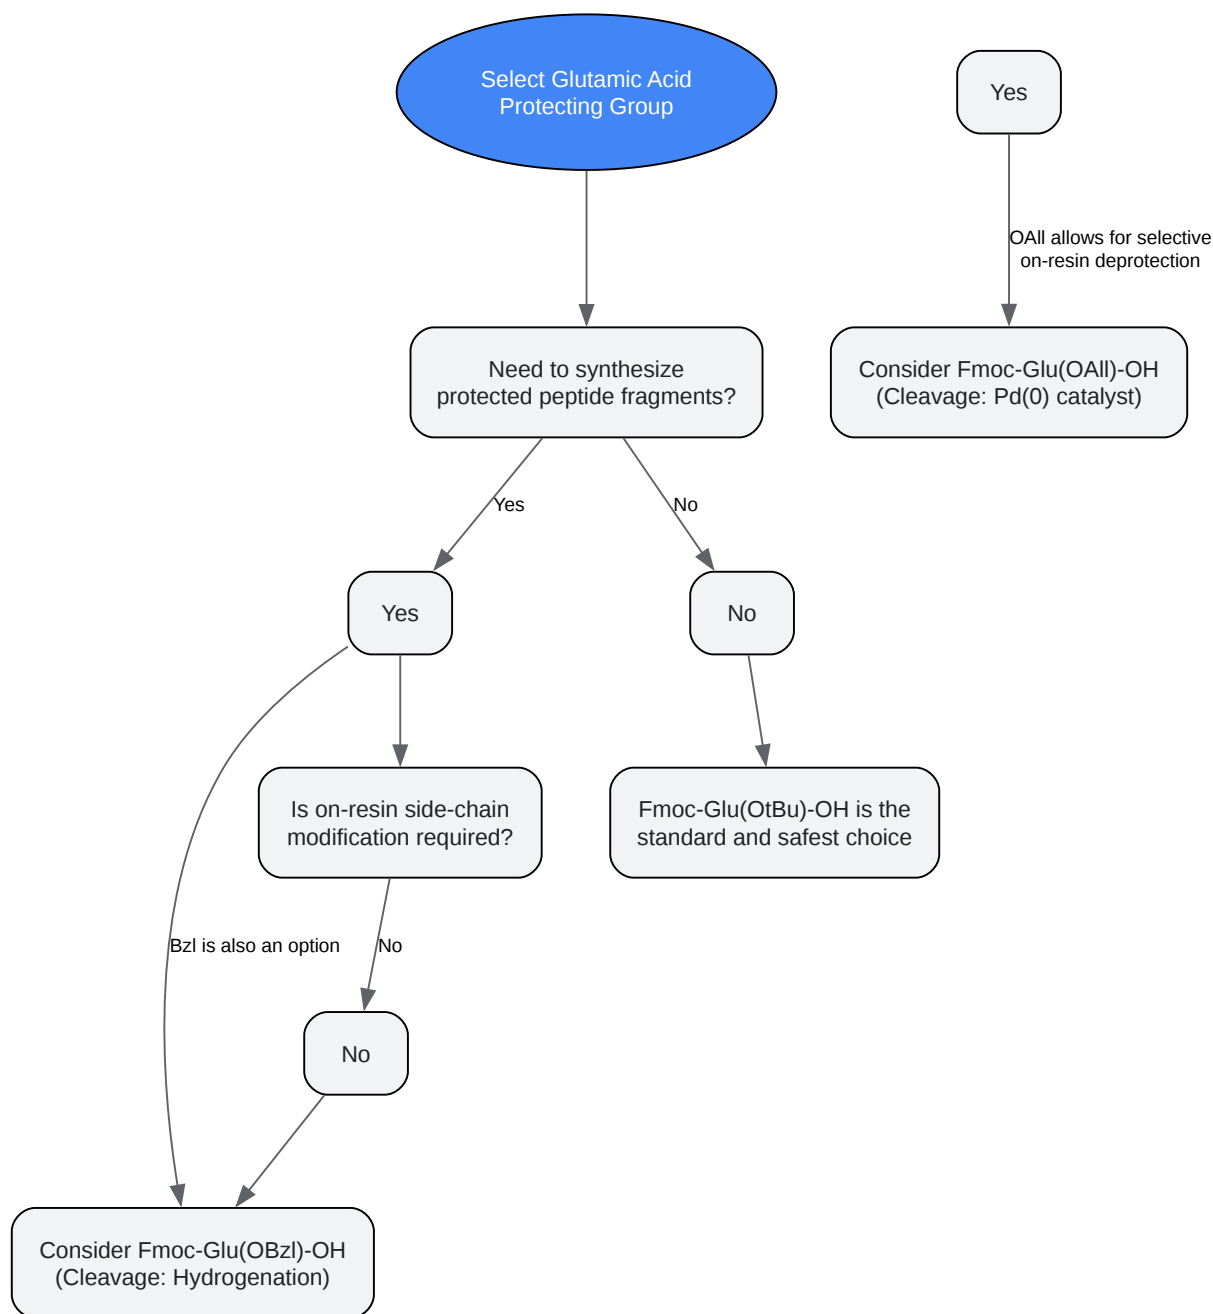 Select Glutamic Acid
Protecting Group
Yes
OAll allows for selective
on-resin deprotection
Need to synthesize
protected peptide fragments?
Consider Fmoc-Glu(OAll)-OH
(Cleavage: Pd(0) catalyst)
Yes
No
Yes
No
Is on-resin side-chain
modification required?
Fmoc-Glu(OtBu)-OH is the
standard and safest choice
Bzl is also an option
No
No
Consider Fmoc-Glu(OBzl)-OH
(Cleavage: Hydrogenation)